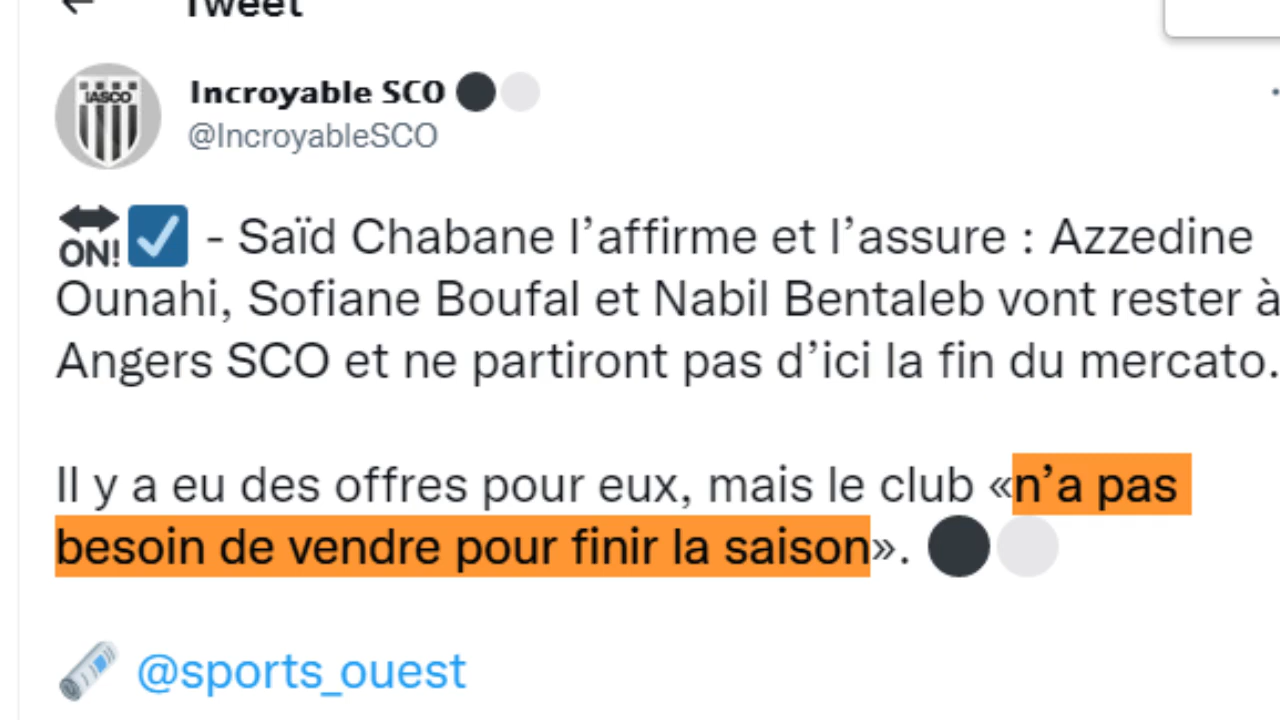 Tweet
IASCO
Incroyable SCO
@IncroyableSCO
ON! - Saïd Chabane l’affirme et l’assure : Azzedine
Ounahi, Sofiane Boufal et Nabil Bentaleb vont rester à
Angers SCO et ne partiront pas d’ici la fin du mercato.
Il y a eu des offres pour eux, mais le club «n’a pas
besoin de vendre pour finir la saison».
@sports_ouest